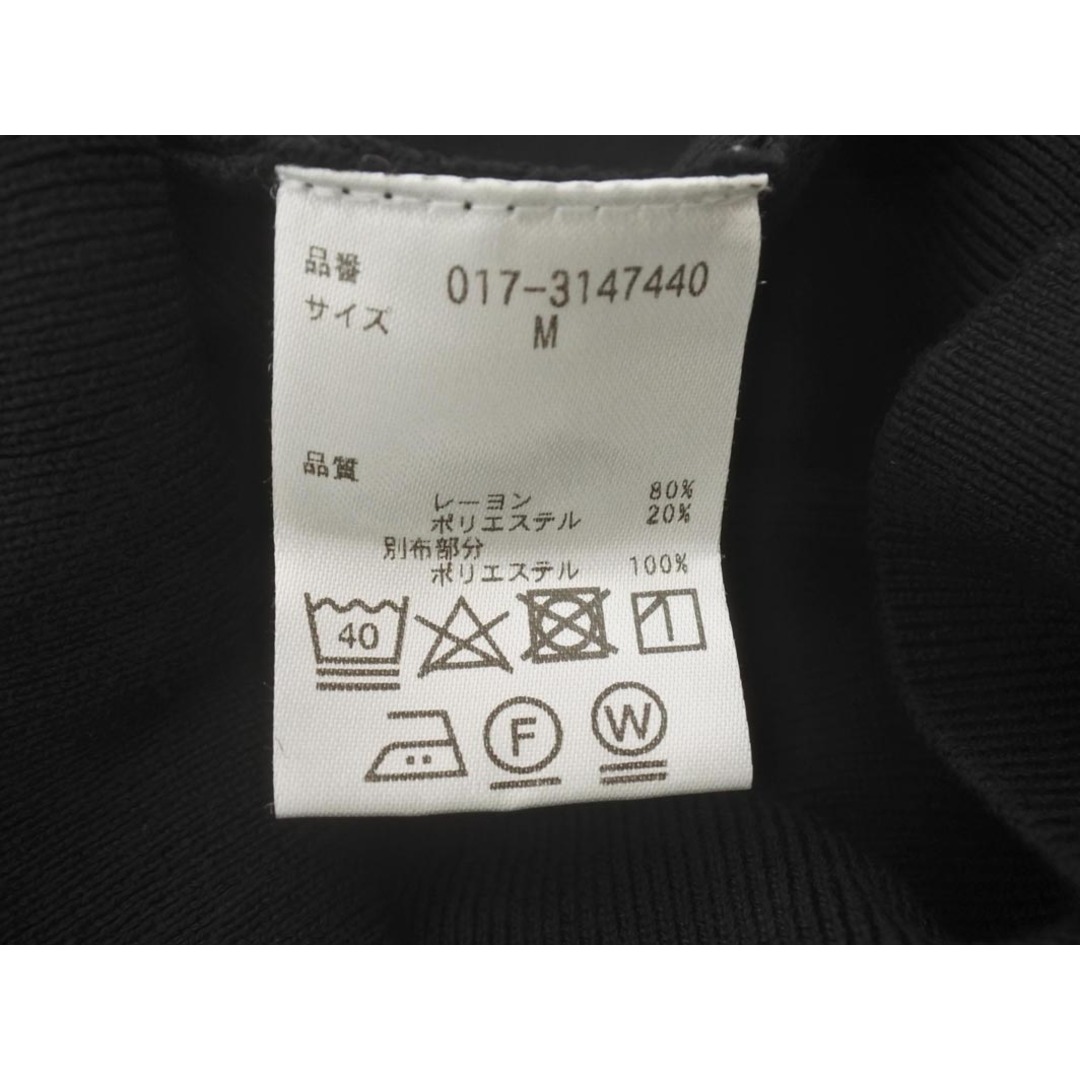 品番 017-3147440
サイズ M
品質
レーヨン 80%
ポリエステル 20%
別布部分
ポリエステル 100%
40
F W